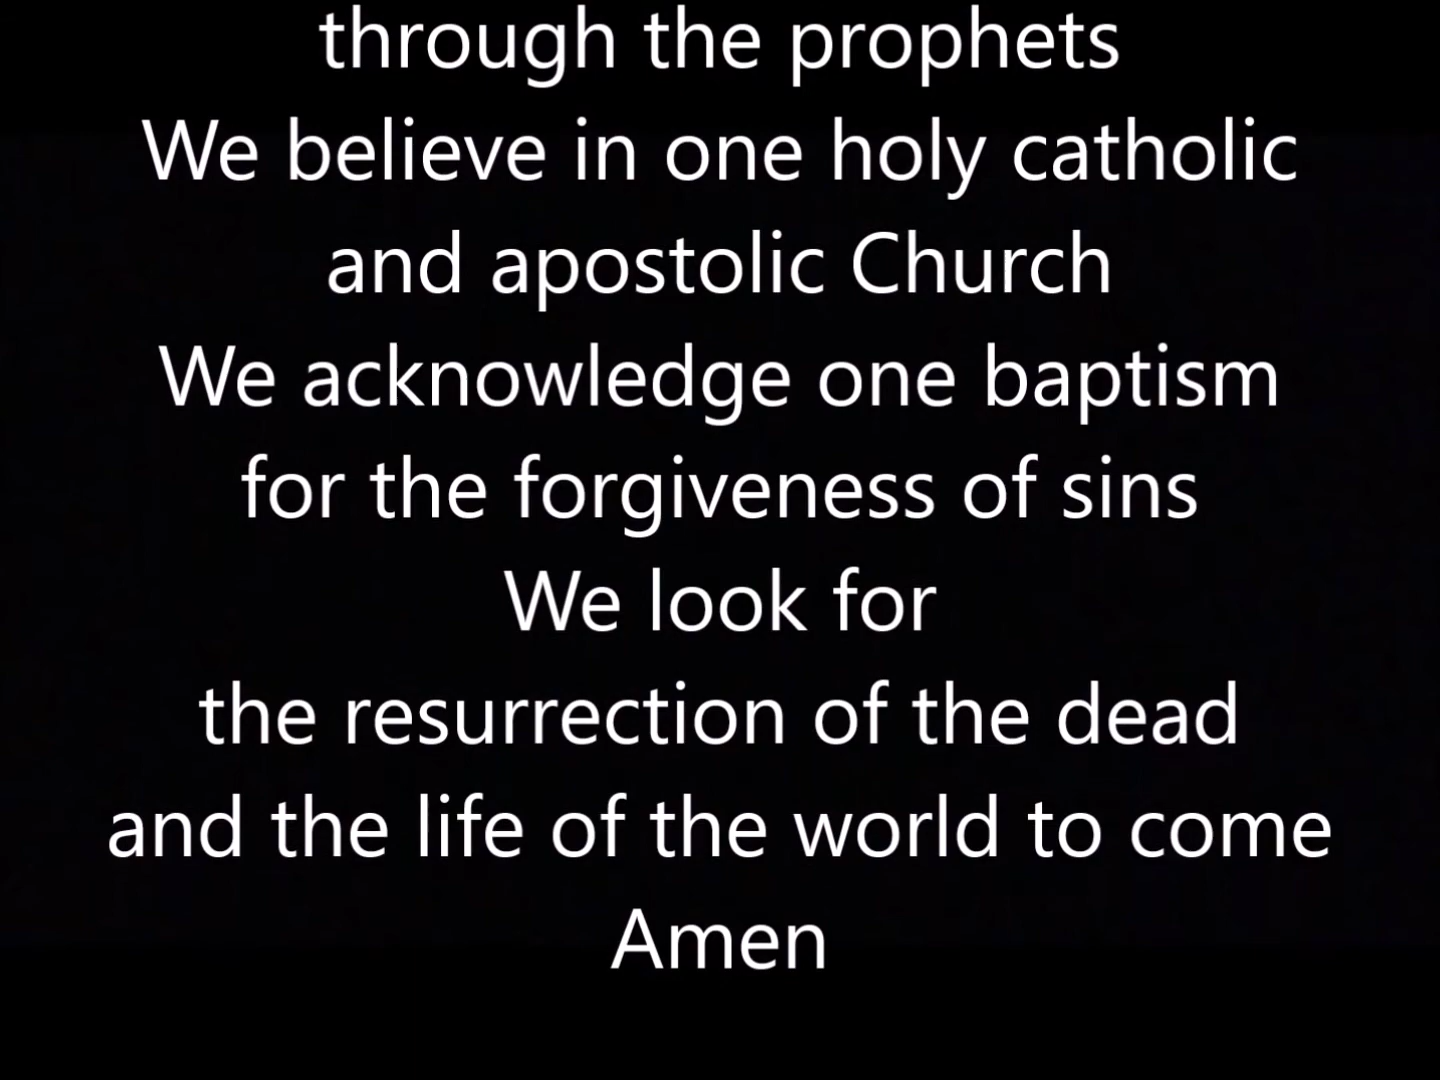 through the prophets
We believe in one holy catholic
and apostolic Church
We acknowledge one baptism
for the forgiveness of sins
We look for
the resurrection of the dead
and the life of the world to come
Amen